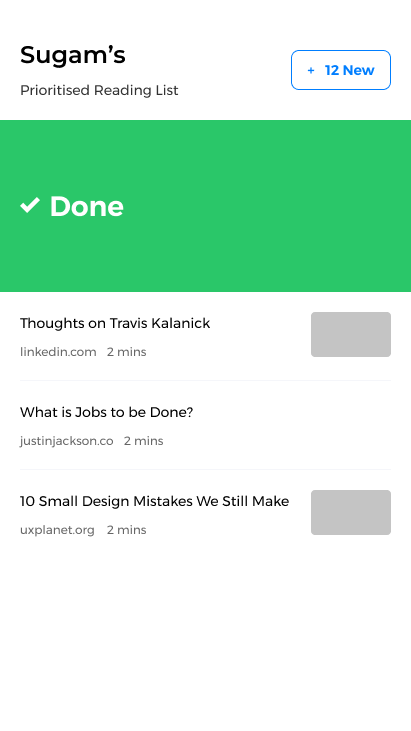 Sugam’s
Prioritised Reading List
+ 12 New
Done
Thoughts on Travis Kalanick
linkedin.com 2 mins
What is Jobs to be Done?
justinjackson.co 2 mins
10 Small Design Mistakes We Still Make
uxplanet.org 2 mins